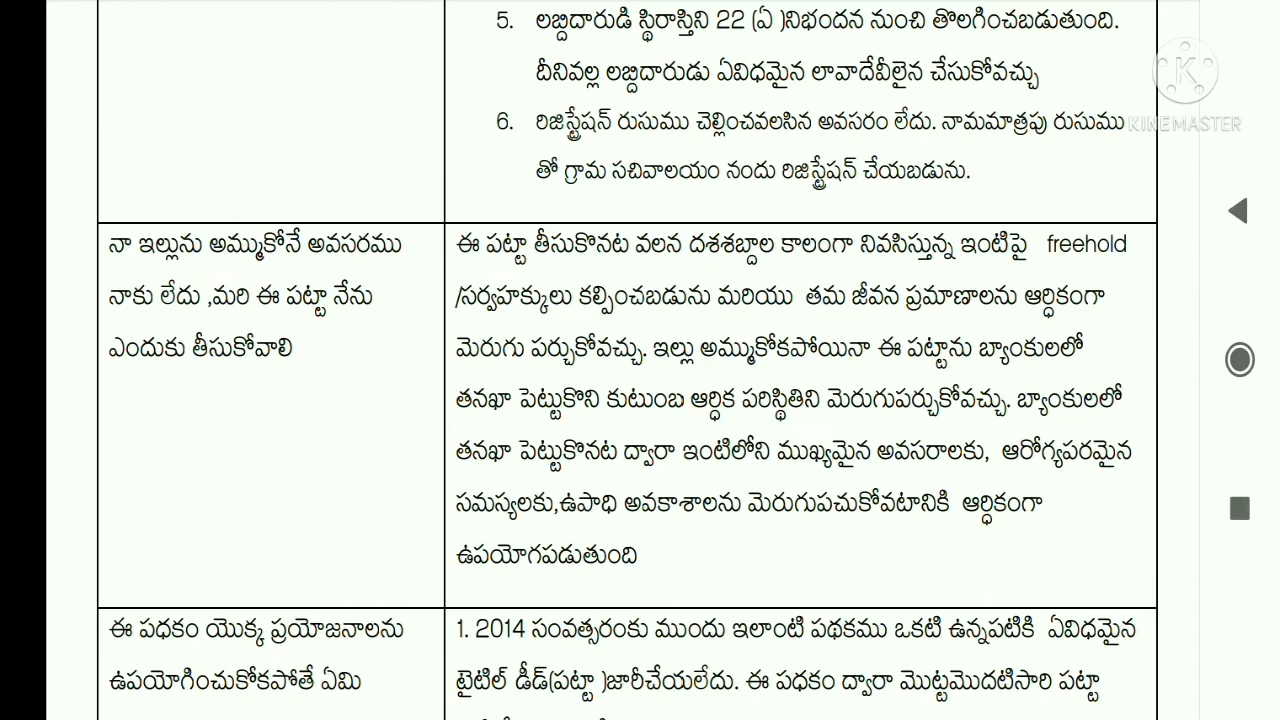 5. లబ్దిదారుడి స్థిరాస్తిని 22 (ఏ )నిభందన నుంచి తొలగించబడుతుంది.
దీనివల్ల లబ్దిదారుడు ఏవిధమైన లావాదేవీలైన చేసుకోవచ్చు
6. రిజిస్ట్రేషన్ రుసుము చెల్లించవలసిన అవసరం లేదు. నామమాత్రపు రుసుము
తో గ్రామ సచివాలయం నందు రిజిస్ట్రేషన్ చేయబడును.
K
KINEMASTER
నా ఇల్లును అమ్ముకోనే అవసరము
నాకు లేదు ,మరి ఈ పట్టా నేను
ఎందుకు తీసుకోవాలి
ఈ పట్టా తీసుకొనట వలన దశశబ్దాల కాలంగా నివసిస్తున్న ఇంటిపై freehold
/సర్వహక్కులు కల్పించబడును మరియు తమ జీవన ప్రమాణాలను ఆర్ధికంగా
మెరుగు పర్చుకోవచ్చు. ఇల్లు అమ్ముకోకపోయినా ఈ పట్టాను బ్యాంకులలో
తనఖా పెట్టుకొని కుటుంబ ఆర్ధిక పరిస్థితిని మెరుగుపర్చుకోవచ్చు. బ్యాంకులలో
తనఖా పెట్టుకొనట ద్వారా ఇంటిలోని ముఖ్యమైన అవసరాలకు, ఆరోగ్యపరమైన
సమస్యలకు,ఉపాధి అవకాశాలను మెరుగుపచుకోవటానికి ఆర్ధికంగా
ఉపయోగపడుతుంది
ఈ పధకం యొక్క ప్రయోజనాలను
ఉపయోగించుకోకపోతే ఏమి
1. 2014 సంవత్సరంకు ముందు ఇలాంటి పథకము ఒకటి ఉన్నపటికి ఏవిధమైన
టైటిల్ డీడ్(పట్టా )జారీచేయలేదు. ఈ పధకం ద్వారా మొట్టమొదటిసారి పట్టా